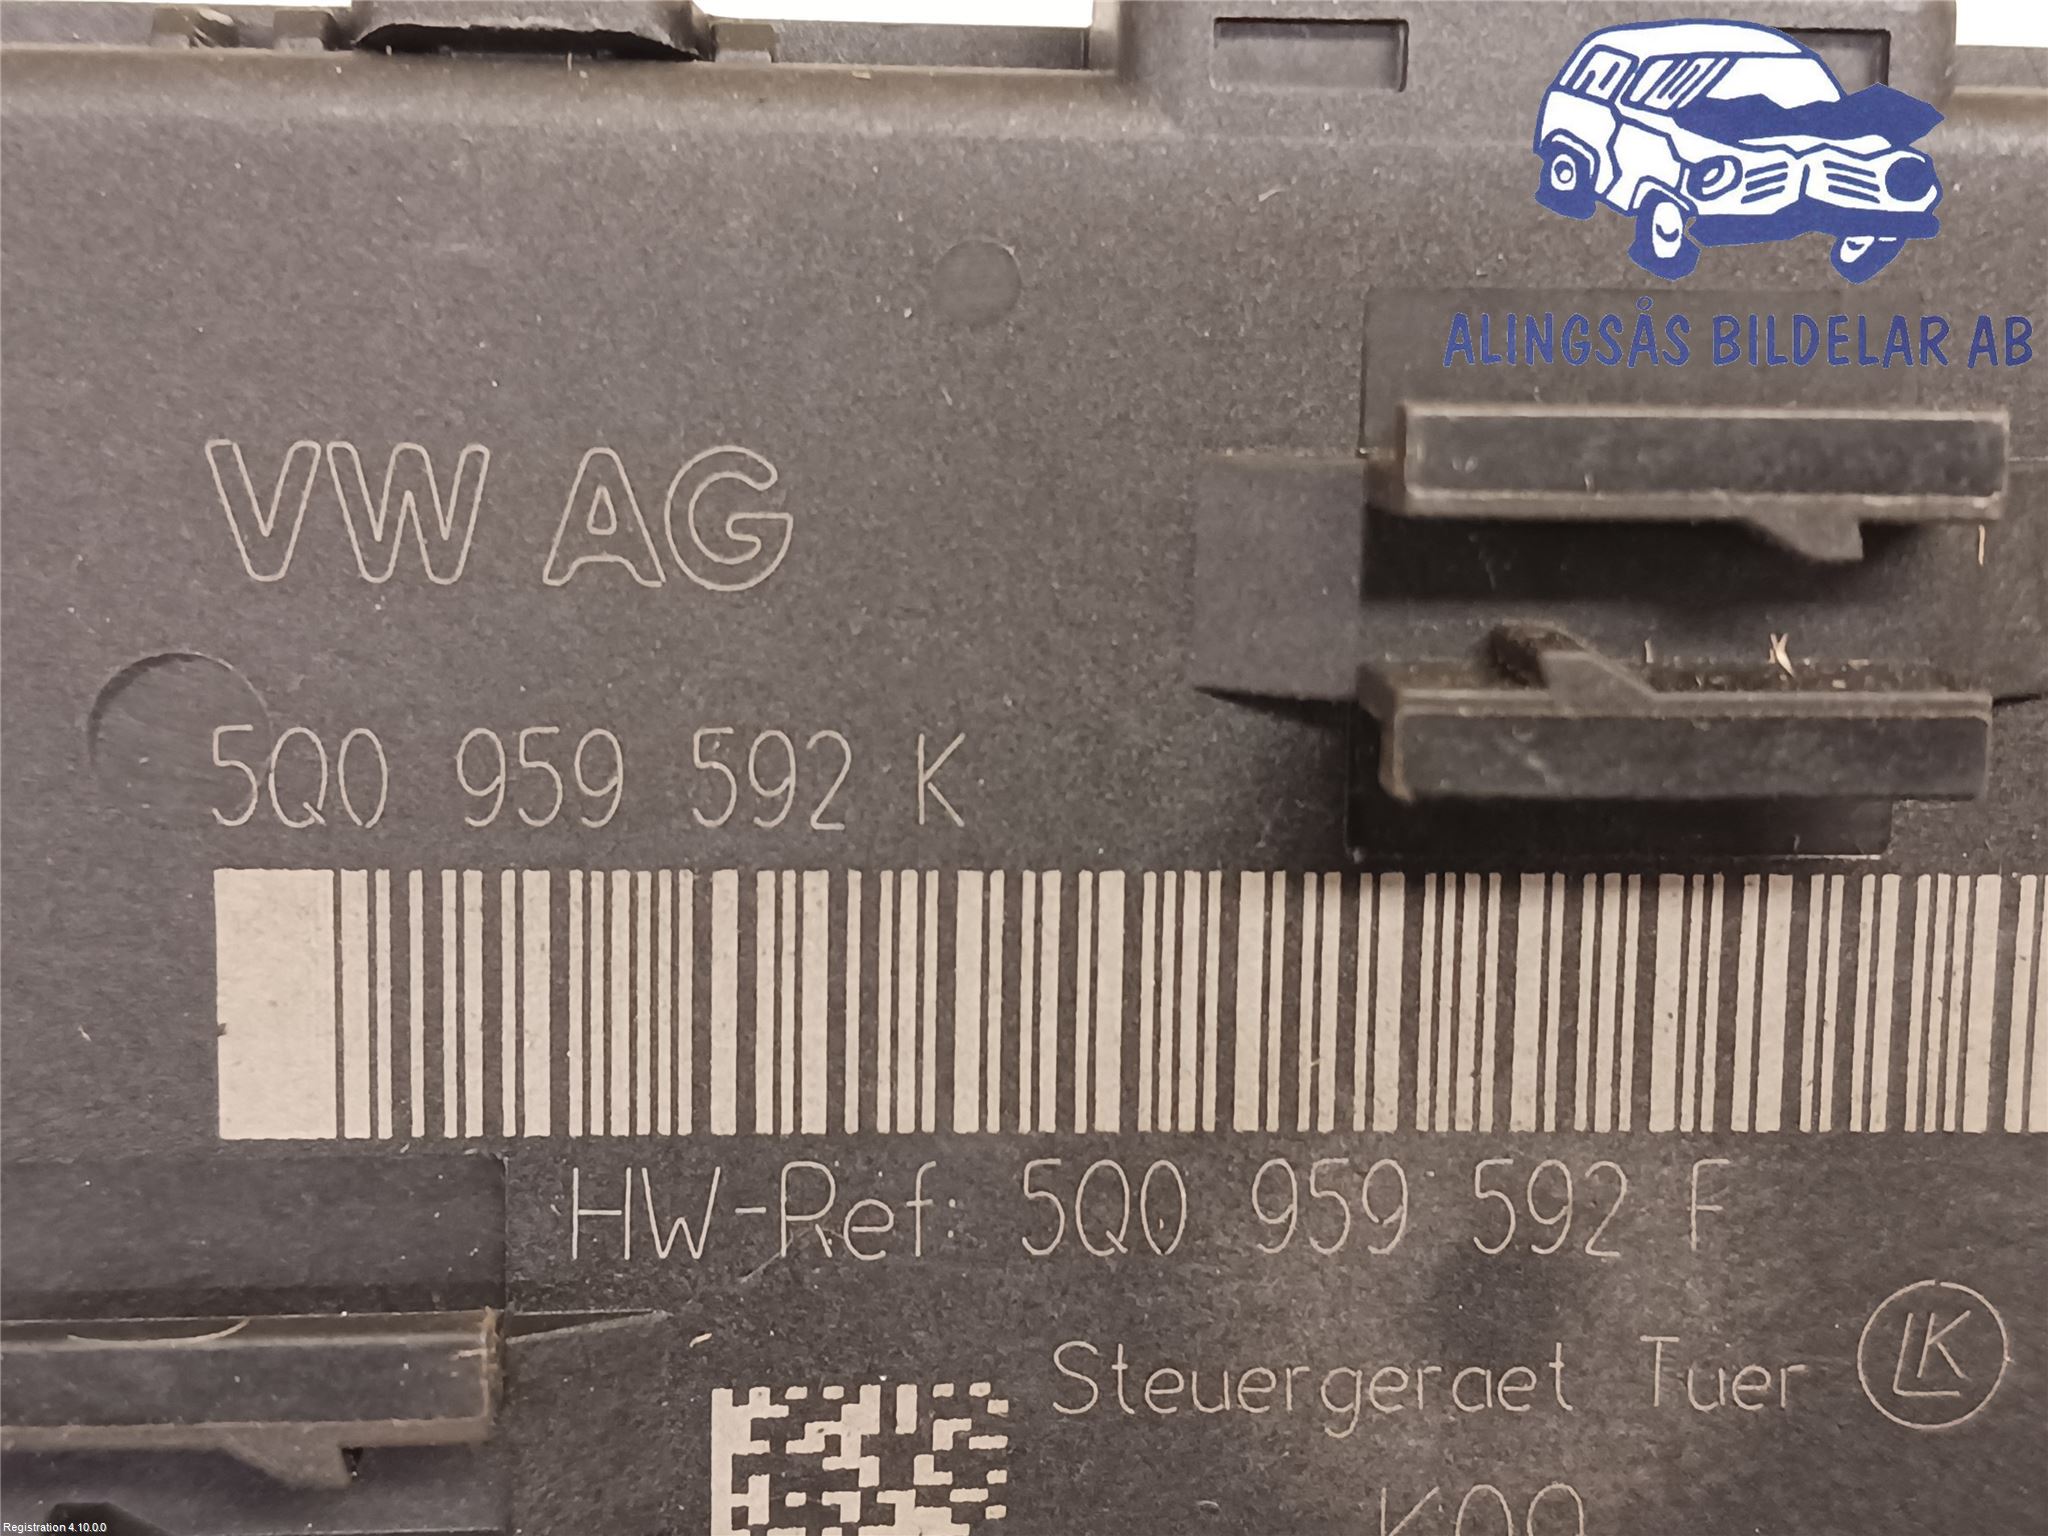 ALINGSÅS BILDELAR AB
VW AG
5Q0 959 592 K
HW-Ref: 5Q0 959 592 F
Steuergeraet Tuer LK
Registration 4.10.0.0